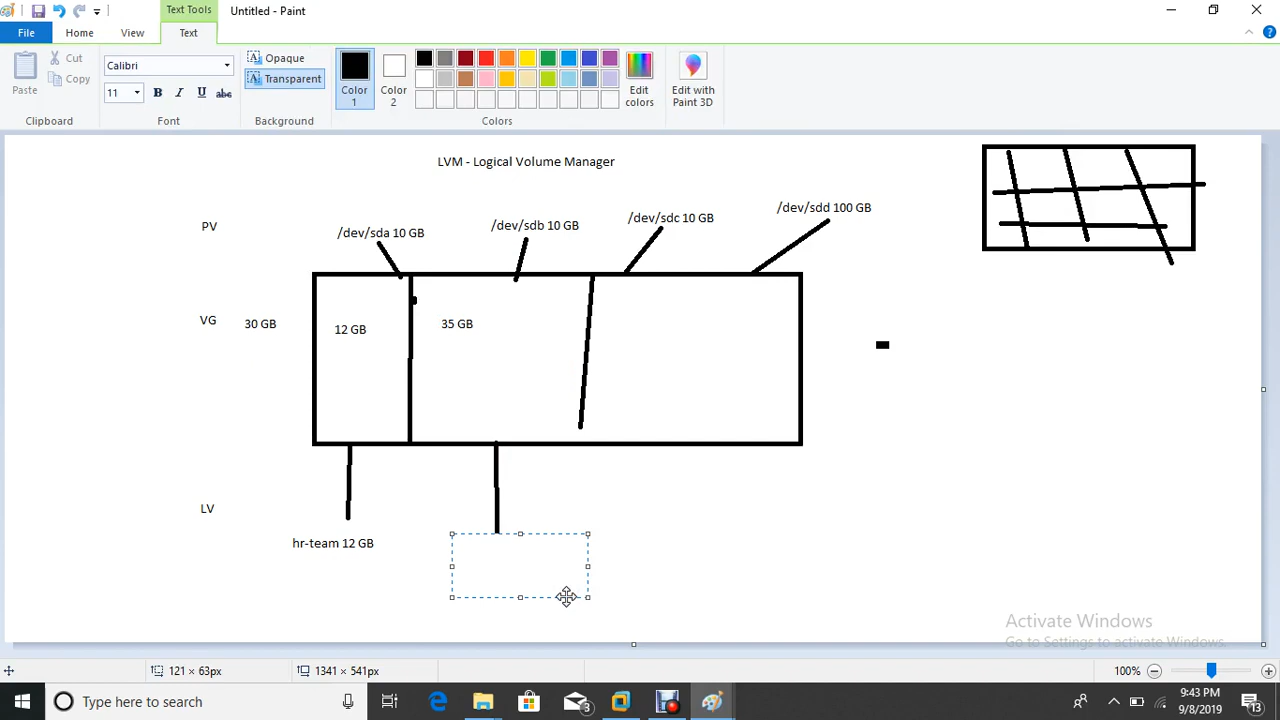 Text Tools
Untitled - Paint
File
Home
View
Text
Paste
Cut
Copy
Clipboard
Calibri
11
B I U abc
Font
Opaque
Transparent
Background
Color 1
Color 2
Edit colors
Colors
Edit with Paint 3D
LVM - Logical Volume Manager
PV
/dev/sda 10 GB
/dev/sdb 10 GB
/dev/sdc 10 GB
/dev/sdd 100 GB
VG
30 GB
12 GB
35 GB
LV
hr-team 12 GB
Activate Windows
Go to Settings to activate Windows.
121 × 63px
1341 × 541px
100%
Type here to search
3
9:43 PM
9/8/2019
13